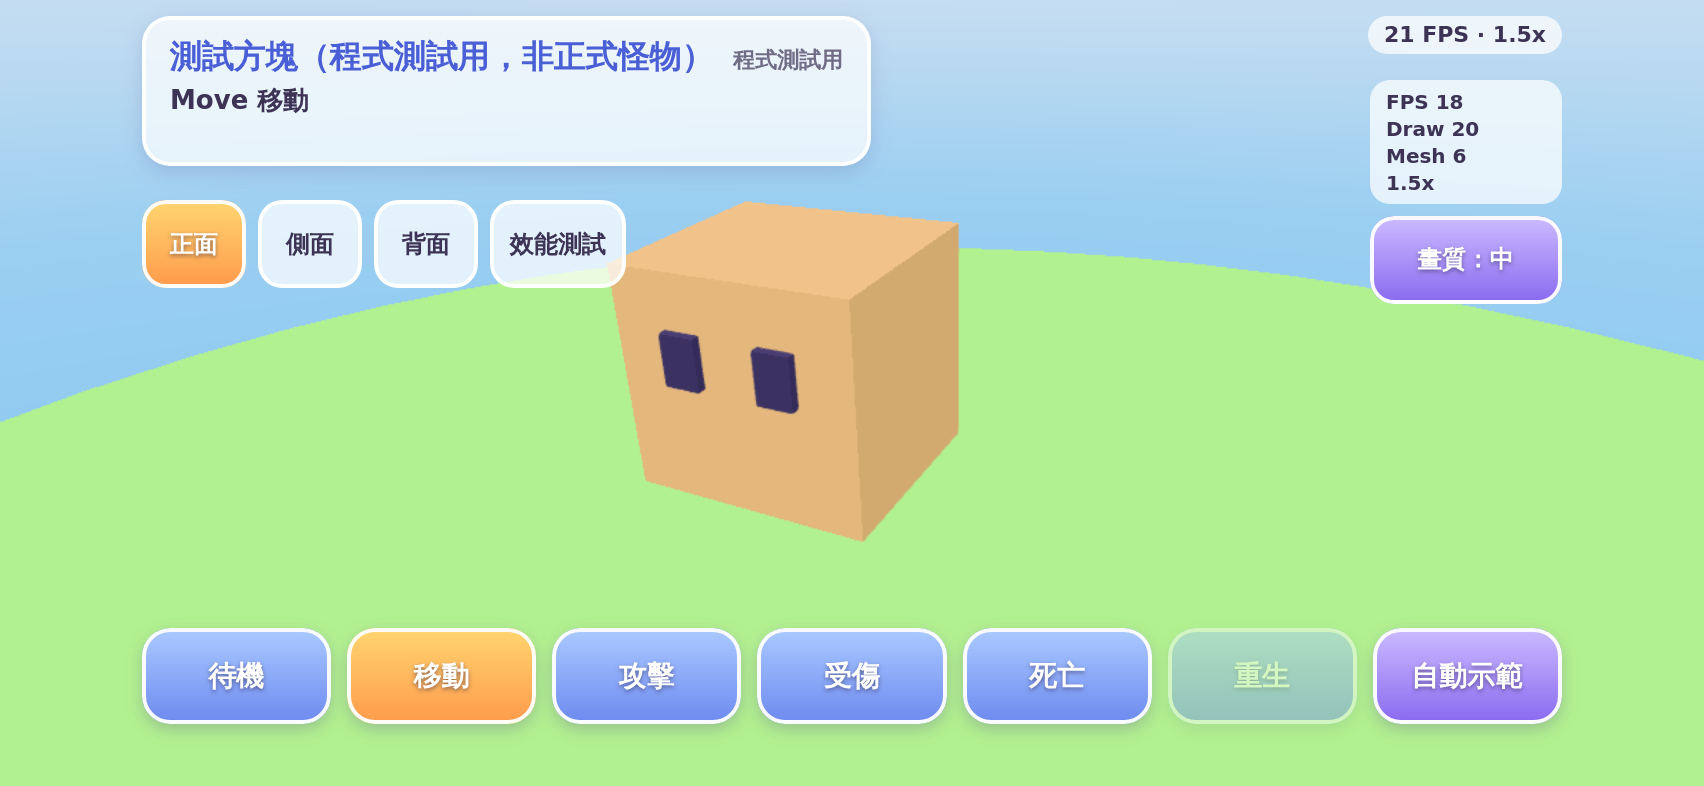 測試方塊（程式測試用，非正式怪物） 程式測試用
Move 移動
21 FPS · 1.5x
FPS 18
Draw 20
Mesh 6
1.5x
正面 側面 背面 效能測試
畫質：中
待機 移動 攻擊 受傷 死亡 重生 自動示範